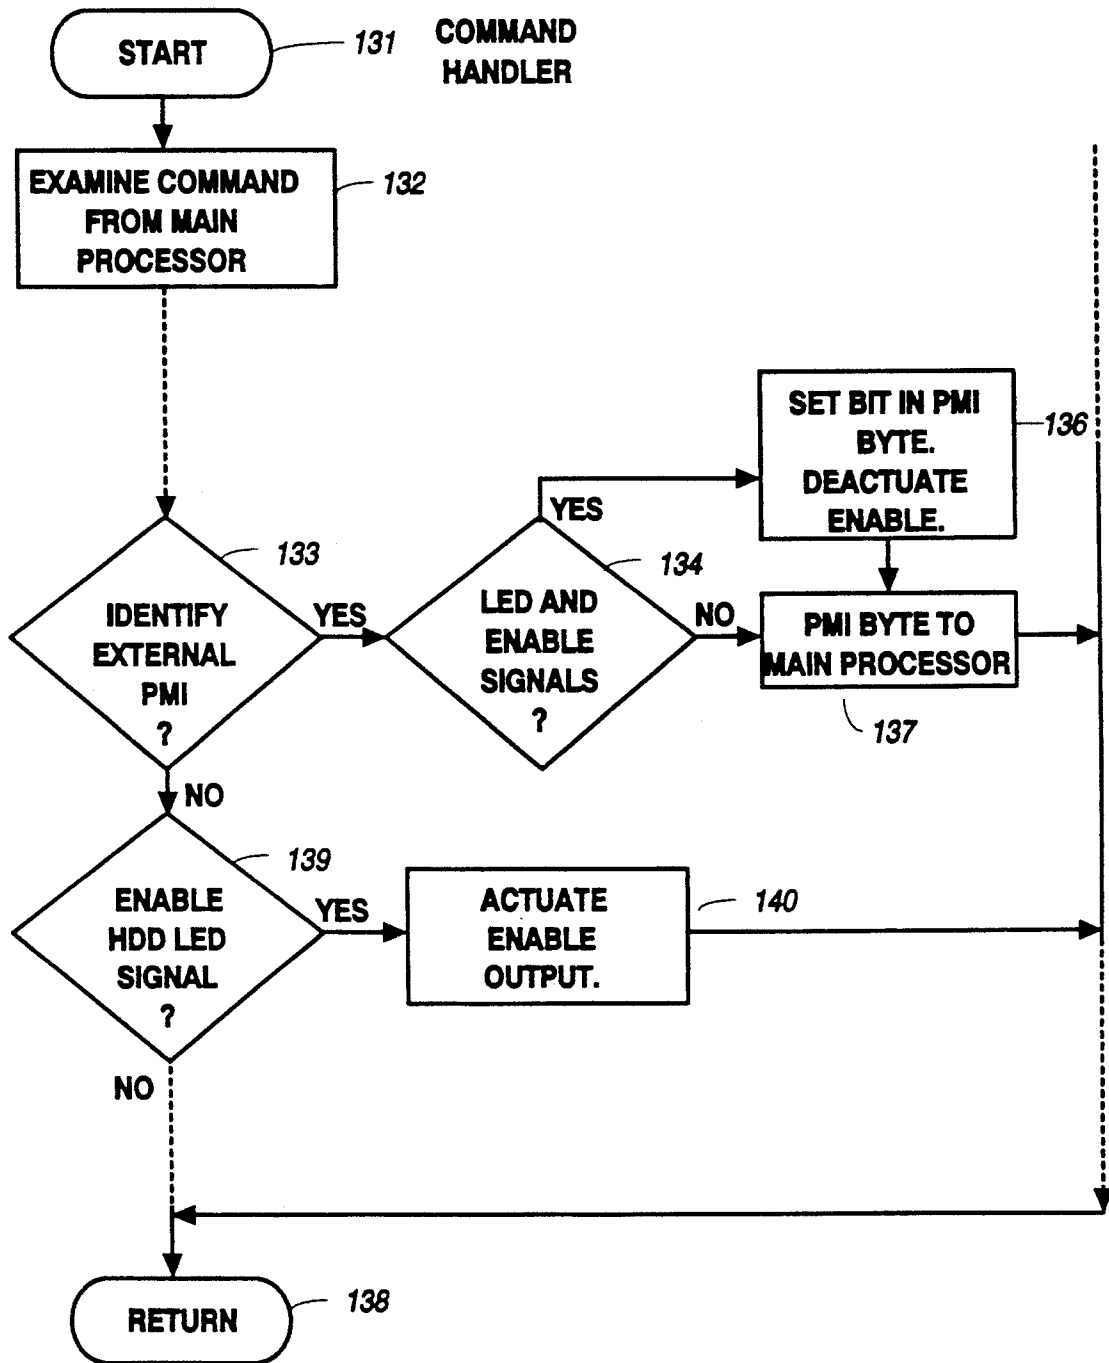 START
131
COMMAND
HANDLER
EXAMINE COMMAND
FROM MAIN
PROCESSOR
132
SET BIT IN PMI
BYTE.
DEACTUATE
ENABLE.
136
YES
133
IDENTIFY
EXTERNAL
PMI
?
YES
134
LED AND
ENABLE
SIGNALS
?
NO
PMI BYTE TO
MAIN PROCESSOR
137
NO
139
ENABLE
HDD LED
SIGNAL
?
YES
ACTUATE
ENABLE
OUTPUT.
140
NO
RETURN
138